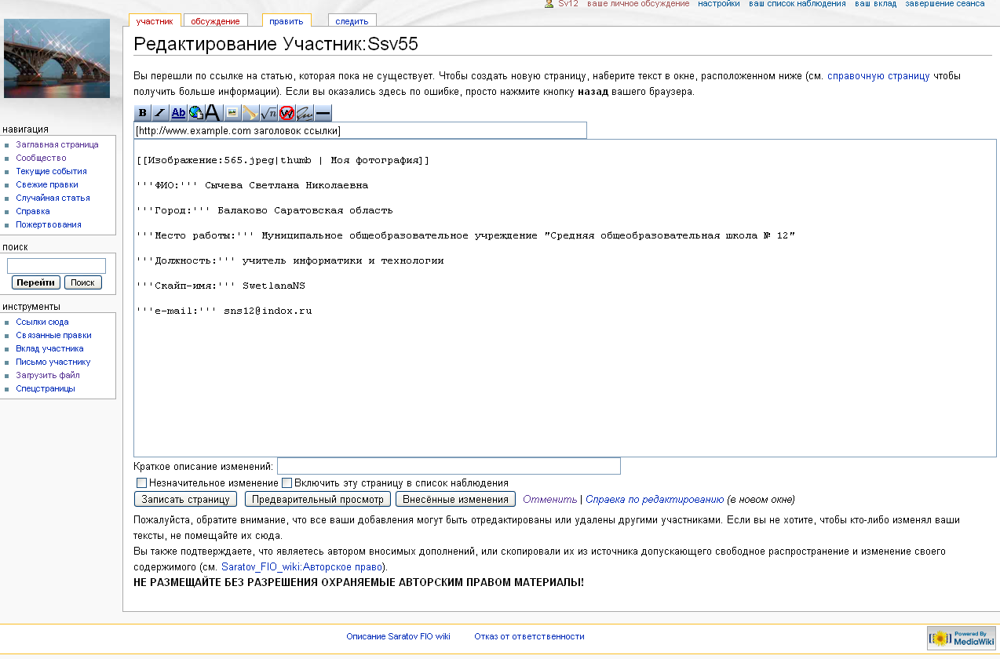 Sv12 ваше личное обсуждение настройки ваш список наблюдения ваш вклад завершение сеанса
участник обсуждение править следить
Редактирование Участник:Ssv55
Вы перешли по ссылке на статью, которая пока не существует. Чтобы создать новую страницу, наберите текст в окне, расположенном ниже (см. справочную страницу чтобы
получить больше информации). Если вы оказались здесь по ошибке, просто нажмите кнопку назад вашего браузера.
B I Ab A √n W
[http://www.example.com заголовок ссылки]
[[Изображение:565.jpeg|thumb | Моя фотография]]
'''ФИО:''' Сычева Светлана Николаевна
'''Город:''' Балаково Саратовская область
'''Место работы:''' Муниципальное общеобразовательное учреждение "Средняя общеобразовательная школа № 12"
'''Должность:''' учитель информатики и технологии
'''Скайп-имя:''' SwetlanaNS
'''e-mail:''' sns12@indox.ru
навигация
Заглавная страница
Сообщество
Текущие события
Свежие правки
Случайная статья
Справка
Пожертвования
поиск
Перейти Поиск
инструменты
Ссылки сюда
Связанные правки
Вклад участника
Письмо участнику
Загрузить файл
Спецстраницы
Краткое описание изменений:
Незначительное изменение Включить эту страницу в список наблюдения
Записать страницу Предварительный просмотр Внесённые изменения Отменить | Справка по редактированию (в новом окне)
Пожалуйста, обратите внимание, что все ваши добавления могут быть отредактированы или удалены другими участниками. Если вы не хотите, чтобы кто-либо изменял ваши
тексты, не помещайте их сюда.
Вы также подтверждаете, что являетесь автором вносимых дополнений, или скопировали их из источника допускающего свободное распространение и изменение своего
содержимого (см. Saratov_FIO_wiki:Авторское право).
НЕ РАЗМЕЩАЙТЕ БЕЗ РАЗРЕШЕНИЯ ОХРАНЯЕМЫЕ АВТОРСКИМ ПРАВОМ МАТЕРИАЛЫ!
Описание Saratov FIO wiki Отказ от ответственности
Powered By
MediaWiki